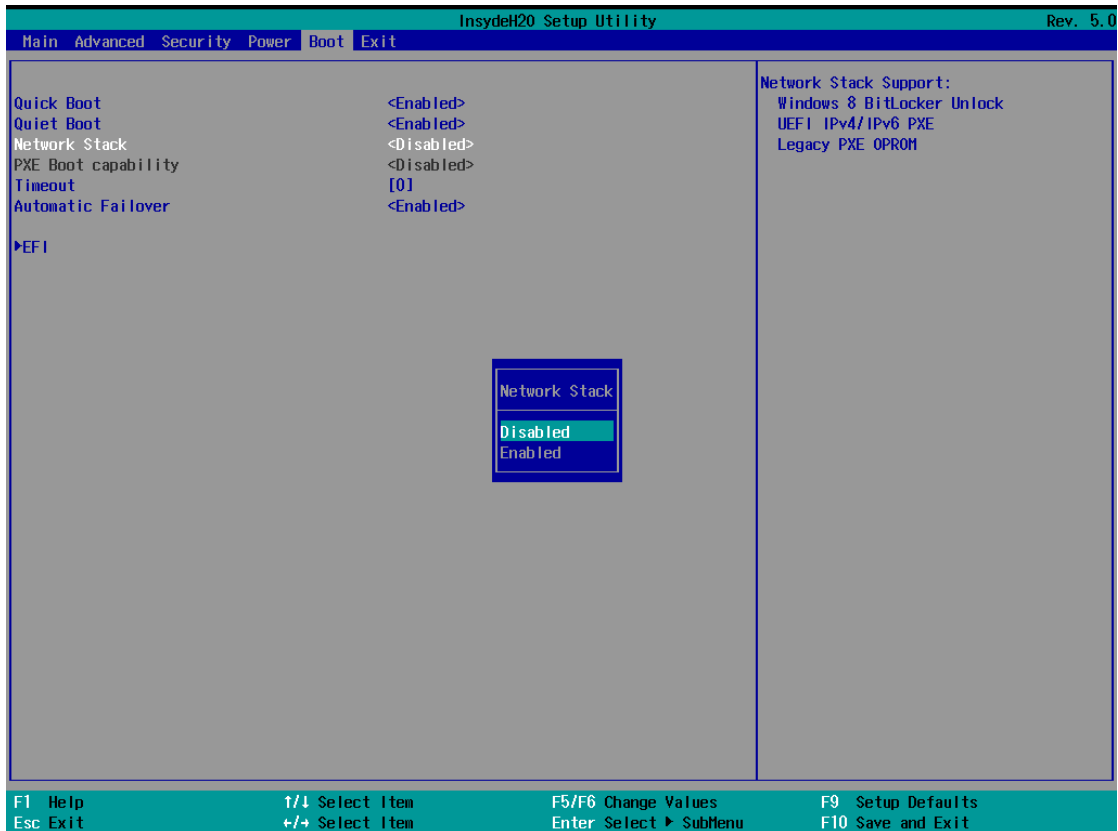 InsydeH2O Setup Utility Rev. 5.0
Main Advanced Security Power Boot Exit
Quick Boot <Enabled>
Quiet Boot <Enabled>
Network Stack <Disabled>
PXE Boot capability <Disabled>
Timeout [0]
Automatic Failover <Enabled>
▶EFI
Network Stack Support:
Windows 8 BitLocker Unlock
UEFI IPv4/IPv6 PXE
Legacy PXE OPROM
Network Stack
Disabled
Enabled
F1 Help ↑/↓ Select Item F5/F6 Change Values F9 Setup Defaults
Esc Exit ←/→ Select Item Enter Select ▶ SubMenu F10 Save and Exit